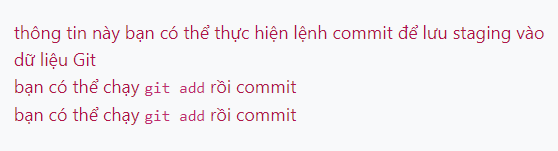 thông tin này bạn có thể thực hiện lệnh commit để lưu staging vào
dữ liệu Git
bạn có thể chạy git add rồi commit
bạn có thể chạy git add rồi commit